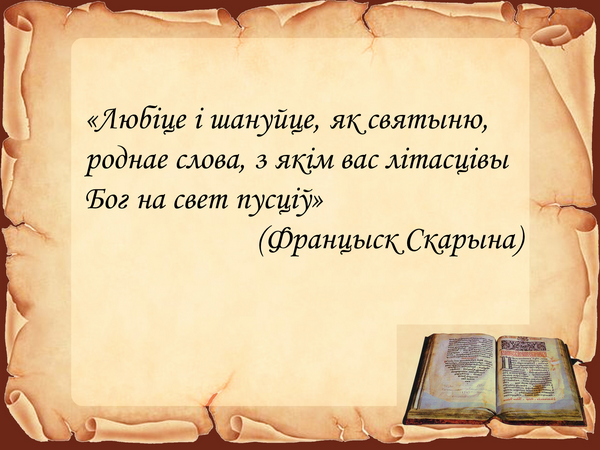 «Любіце і шануйце, як святыню,
роднае слова, з якім вас літасцівы
Бог на свет пусціў»
(Францыск Скарына)